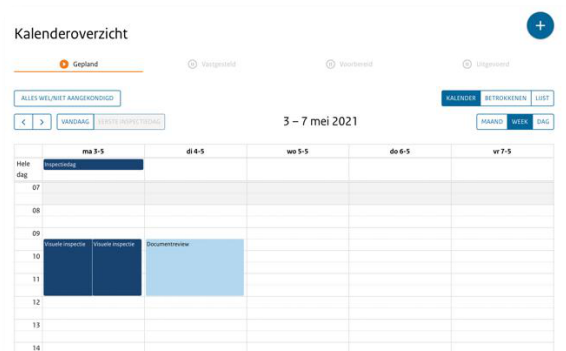 Kalenderoverzicht
+
Gepland
Vastgesteld
Voorbereid
Uitgevoerd
ALLES WEL/NIET AANGEKONDIGD
KALENDER BETROKKENEN LIJST
< > VANDAAG EERSTE INSPECTIEDAG
3 – 7 mei 2021
MAAND WEEK DAG
ma 3-5 di 4-5 wo 5-5 do 6-5 vr 7-5
Hele dag
Inspectiedag
07
08
09
Visuele inspectie Visuele inspectie Documentreview
10
11
12
13
14